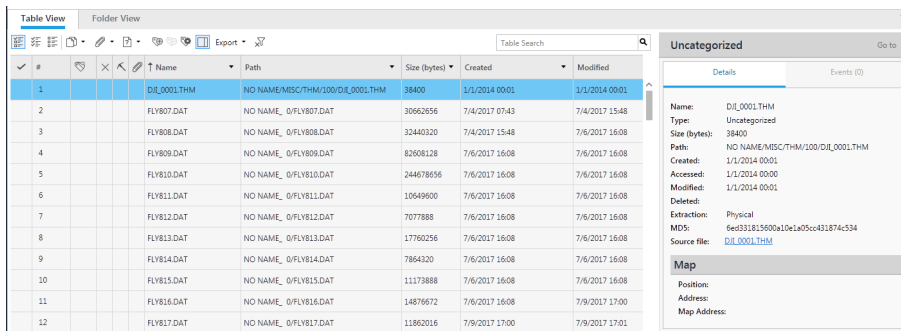 Table View Folder View
Export Table Search
# Name Path Size (bytes) Created Modified
1 DJI_0001.THM NO NAME/MISC/THM/100/DJI_0001.THM 38400 1/1/2014 00:01 1/1/2014 00:01
2 FLY807.DAT NO NAME_ 0/FLY807.DAT 30662656 7/4/2017 07:43 7/4/2017 15:48
3 FLY808.DAT NO NAME_ 0/FLY808.DAT 32440320 7/4/2017 15:48 7/6/2017 16:08
4 FLY809.DAT NO NAME_ 0/FLY809.DAT 82608128 7/6/2017 16:08 7/6/2017 16:08
5 FLY810.DAT NO NAME_ 0/FLY810.DAT 244678656 7/6/2017 16:08 7/6/2017 16:08
6 FLY811.DAT NO NAME_ 0/FLY811.DAT 10649600 7/6/2017 16:08 7/6/2017 16:08
7 FLY812.DAT NO NAME_ 0/FLY812.DAT 7077888 7/6/2017 16:08 7/6/2017 16:08
8 FLY813.DAT NO NAME_ 0/FLY813.DAT 17760256 7/6/2017 16:08 7/6/2017 16:08
9 FLY814.DAT NO NAME_ 0/FLY814.DAT 7864320 7/6/2017 16:08 7/6/2017 16:08
10 FLY815.DAT NO NAME_ 0/FLY815.DAT 11173888 7/6/2017 16:08 7/6/2017 16:08
11 FLY816.DAT NO NAME_ 0/FLY816.DAT 14876672 7/6/2017 16:08 7/9/2017 17:00
12 FLY817.DAT NO NAME_ 0/FLY817.DAT 11862016 7/9/2017 17:00 7/9/2017 17:01
Uncategorized Go to
Details Events (0)
Name: DJI_0001.THM
Type: Uncategorized
Size (bytes): 38400
Path: NO NAME/MISC/THM/100/DJI_0001.THM
Created: 1/1/2014 00:01
Accessed: 1/1/2014 00:00
Modified: 1/1/2014 00:01
Deleted:
Extraction: Physical
MD5: 6ed331815600a10e1a05cc431874c534
Source file: DJI_0001.THM
Map
Position:
Address:
Map Address: